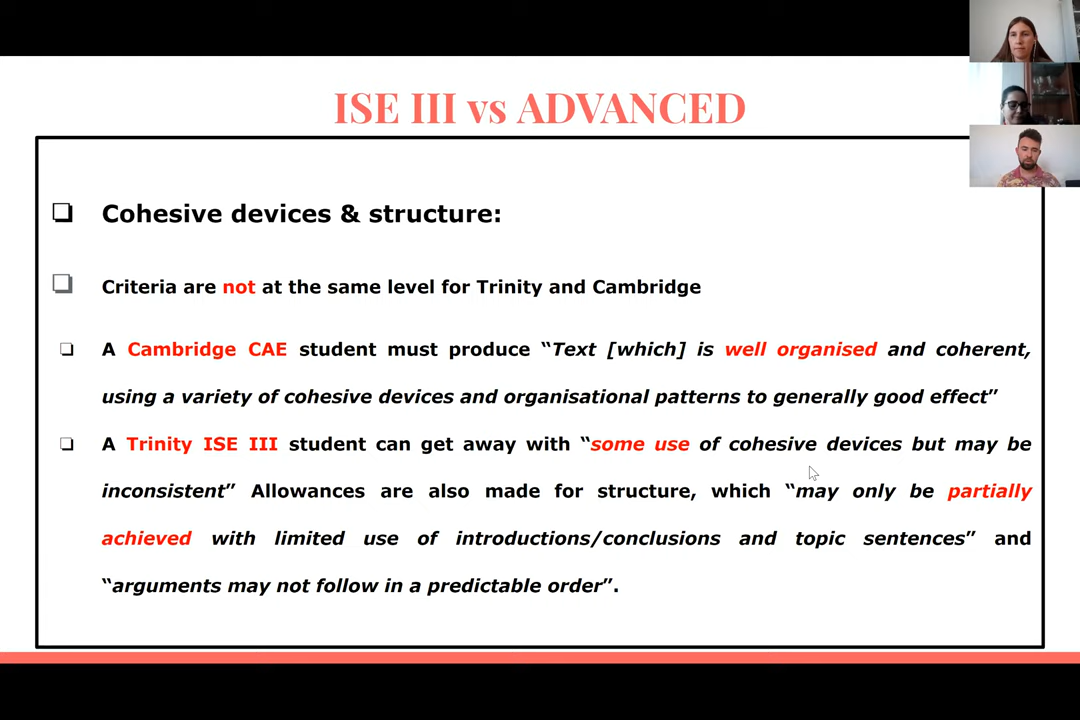 ISE III vs ADVANCED
Cohesive devices & structure:
Criteria are not at the same level for Trinity and Cambridge
A Cambridge CAE student must produce “Text [which] is well organised and coherent,
using a variety of cohesive devices and organisational patterns to generally good effect”
A Trinity ISE III student can get away with “some use of cohesive devices but may be
inconsistent” Allowances are also made for structure, which “may only be partially
achieved with limited use of introductions/conclusions and topic sentences” and
“arguments may not follow in a predictable order”.